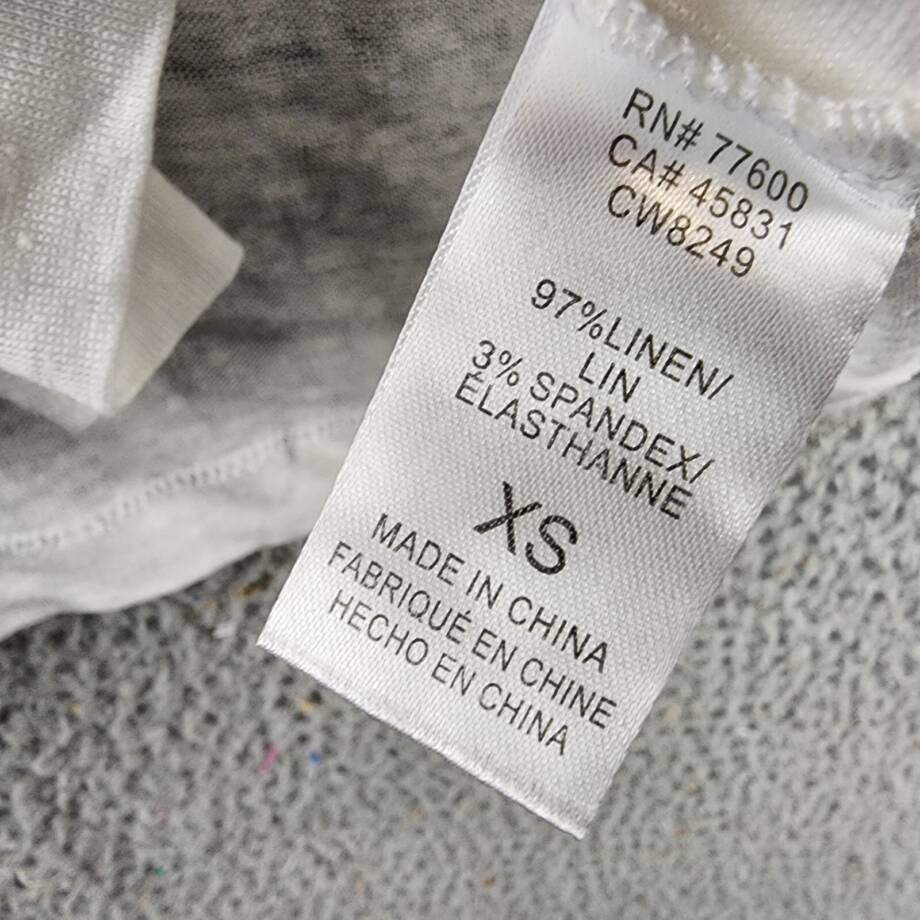 RN# 77600
CA# 45831
CW8249
97%LINEN/
LIN
3% SPANDEX/
ÉLASTHANNE
XS
MADE IN CHINA
FABRIQUÉ EN CHINE
HECHO EN CHINA